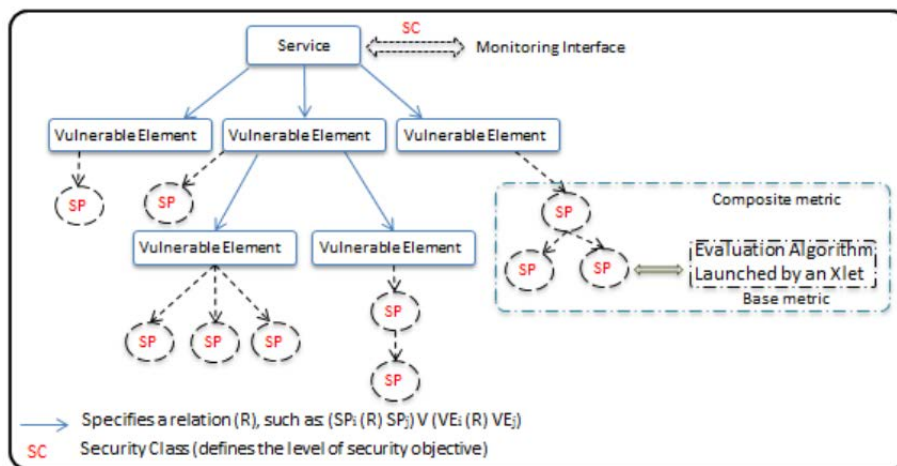 SC
Service
Monitoring Interface
Vulnerable Element
Vulnerable Element
Vulnerable Element
SP
SP
SP
Composite metric
Vulnerable Element
Vulnerable Element
SP
SP
Evaluation Algorithm
Launched by an Xlet
Base metric
SP
SP
SP
SP
SP
Specifies a relation (R), such as: (SPi (R) SPj) V (VEi (R) VEj)
SC Security Class (defines the level of security objective)